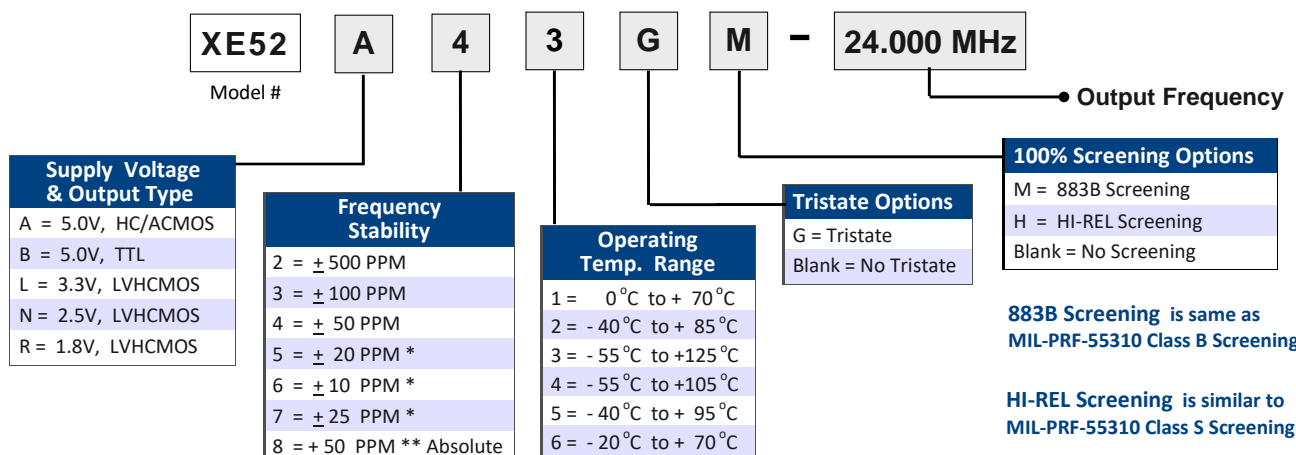 XE52 A 4 3 G M - 24.000 MHz
Model #
Output Frequency
Supply Voltage
& Output Type
A = 5.0V, HC/ACMOS
B = 5.0V, TTL
L = 3.3V, LVHCMOS
N = 2.5V, LVHCMOS
R = 1.8V, LVHCMOS
Frequency
Stability
2 = ± 500 PPM
3 = ± 100 PPM
4 = ± 50 PPM
5 = ± 20 PPM *
6 = ± 10 PPM *
7 = ± 25 PPM *
8 = + 50 PPM ** Absolute
Operating
Temp. Range
1 = 0°C to + 70°C
2 = - 40°C to + 85°C
3 = - 55°C to +125°C
4 = - 55°C to +105°C
5 = - 40°C to + 95°C
6 = - 20°C to + 70°C
Tristate Options
G = Tristate
Blank = No Tristate
100% Screening Options
M = 883B Screening
H = HI-REL Screening
Blank = No Screening
883B Screening is same as
MIL-PRF-55310 Class B Screening
HI-REL Screening is similar to
MIL-PRF-55310 Class S Screening